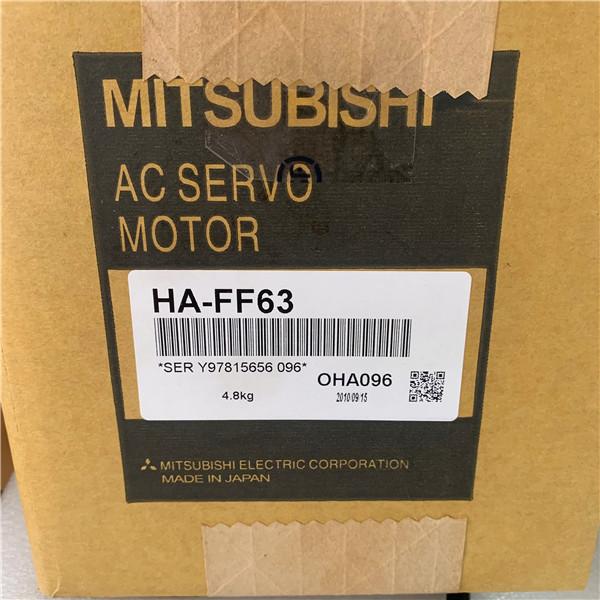 MITSUBISHI
AC SERVO
MOTOR
HA-FF63
*SER Y97815656 096*
OHA096
4.8kg
2010 09 15
MITSUBISHI ELECTRIC CORPORATION
MADE IN JAPAN